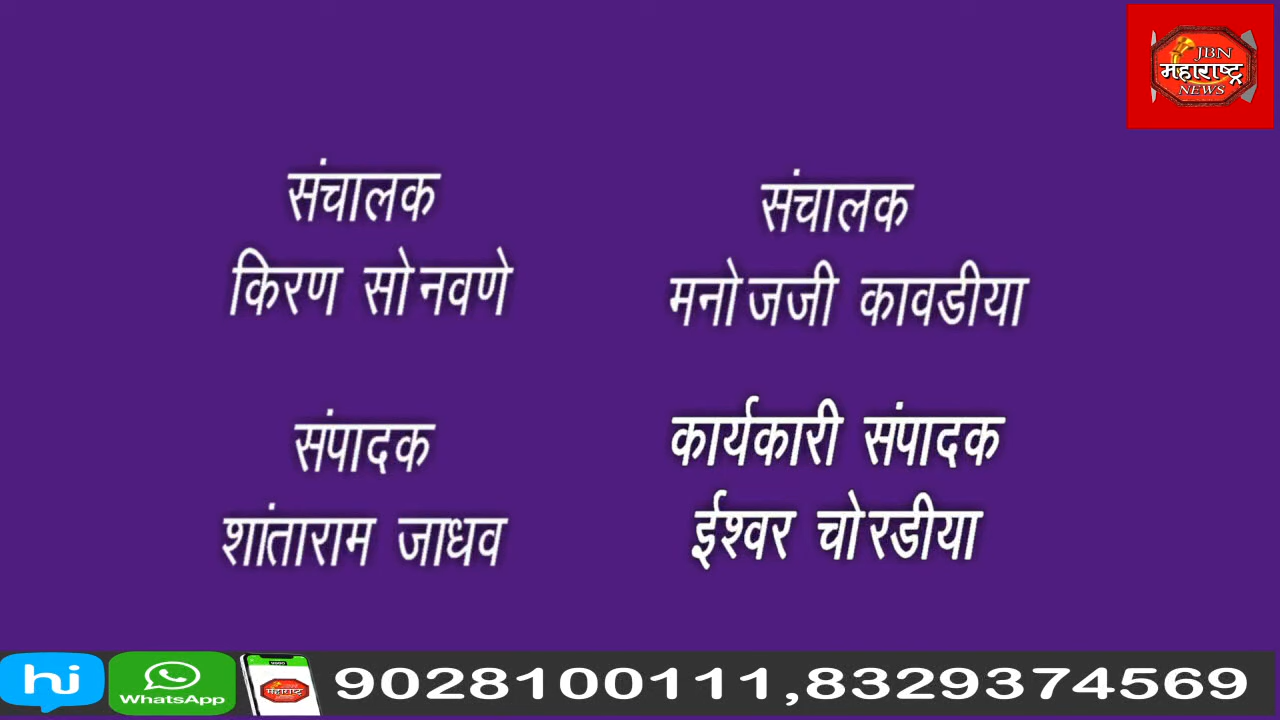 JBN
महाराष्ट्र
NEWS
संचालक
किरण सोनवणे
संचालक
मनोजजी कावडीया
संपादक
शांताराम जाधव
कार्यकारी संपादक
ईश्वर चोरडीया
hi
WhatsApp
महाराष्ट्र
9028100111,8329374569